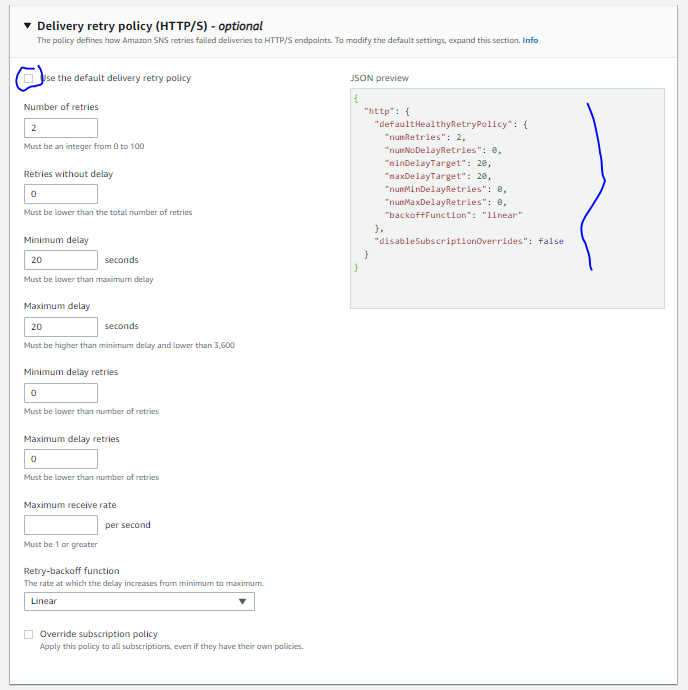 ▼ Delivery retry policy (HTTP/S) - optional
The policy defines how Amazon SNS retries failed deliveries to HTTP/S endpoints. To modify the default settings, expand this section. Info
Use the default delivery retry policy
Number of retries
2
Must be an integer from 0 to 100
Retries without delay
0
Must be lower than the total number of retries
Minimum delay
20 seconds
Must be lower than maximum delay
Maximum delay
20 seconds
Must be higher than minimum delay and lower than 3,600
Minimum delay retries
0
Must be lower than number of retries
Maximum delay retries
0
Must be lower than number of retries
Maximum receive rate
per second
Must be 1 or greater
Retry-backoff function
The rate at which the delay increases from minimum to maximum.
Linear
Override subscription policy
Apply this policy to all subscriptions, even if they have their own policies.
JSON preview
{
"http": {
"defaultHealthyRetryPolicy": {
"numRetries": 2,
"numNoDelayRetries": 0,
"minDelayTarget": 20,
"maxDelayTarget": 20,
"numMinDelayRetries": 0,
"numMaxDelayRetries": 0,
"backoffFunction": "linear"
},
"disableSubscriptionOverrides": false
}
}